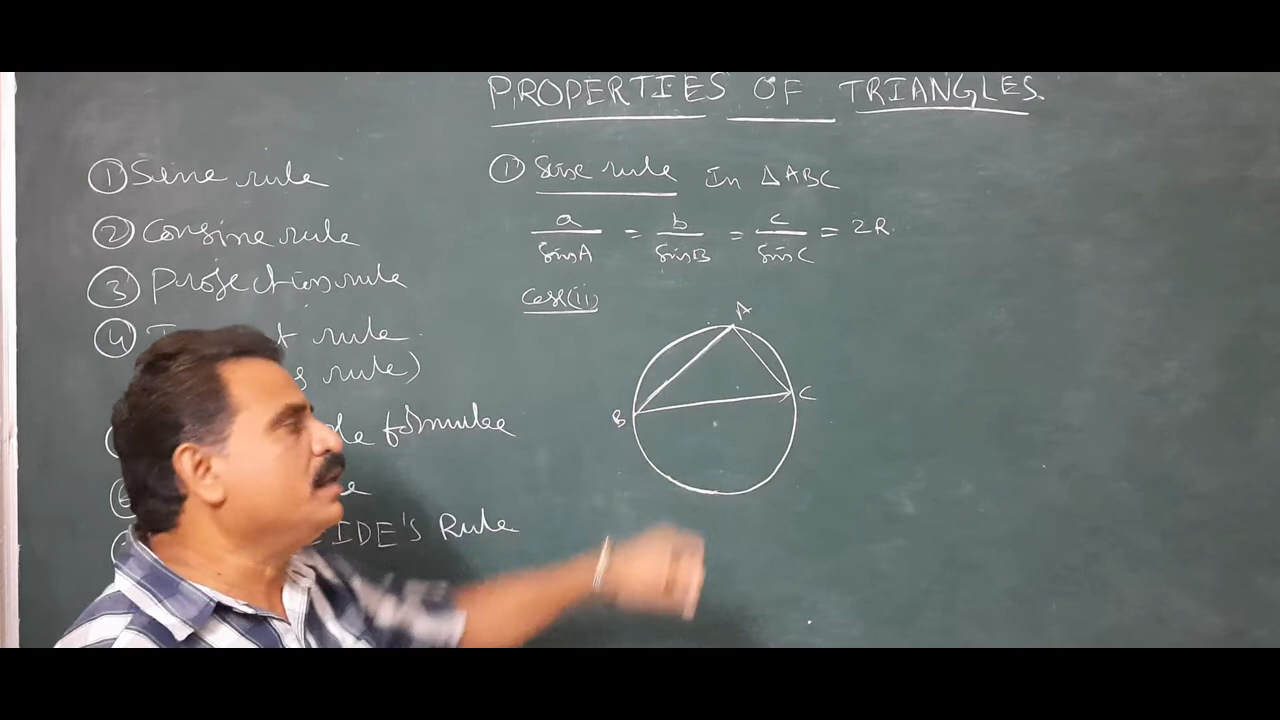 PROPERTIES OF TRIANGLES.
① Sine rule
② Consine rule
③ Projection rule
④ rule
rule)
formulae
IDE'S Rule
① Sine rule In ΔABC
a/sinA = b/sinB = c/sinC = 2R.
Case(ii)
A
B
C